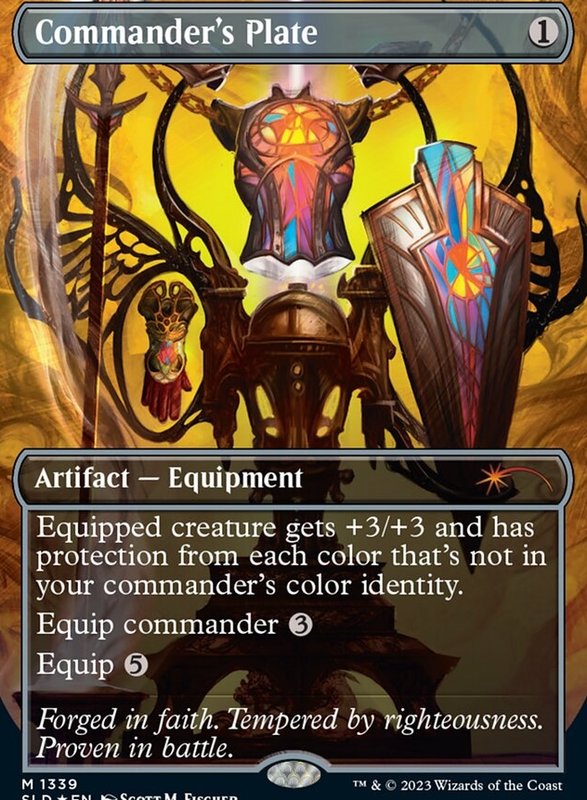 Commander's Plate 1
Artifact — Equipment
Equipped creature gets +3/+3 and has
protection from each color that's not in
your commander's color identity.
Equip commander 3
Equip 5
Forged in faith. Tempered by righteousness.
Proven in battle.
M 1339
SLD ★ EN Scott M. Fischer
™ & © 2023 Wizards of the Coast